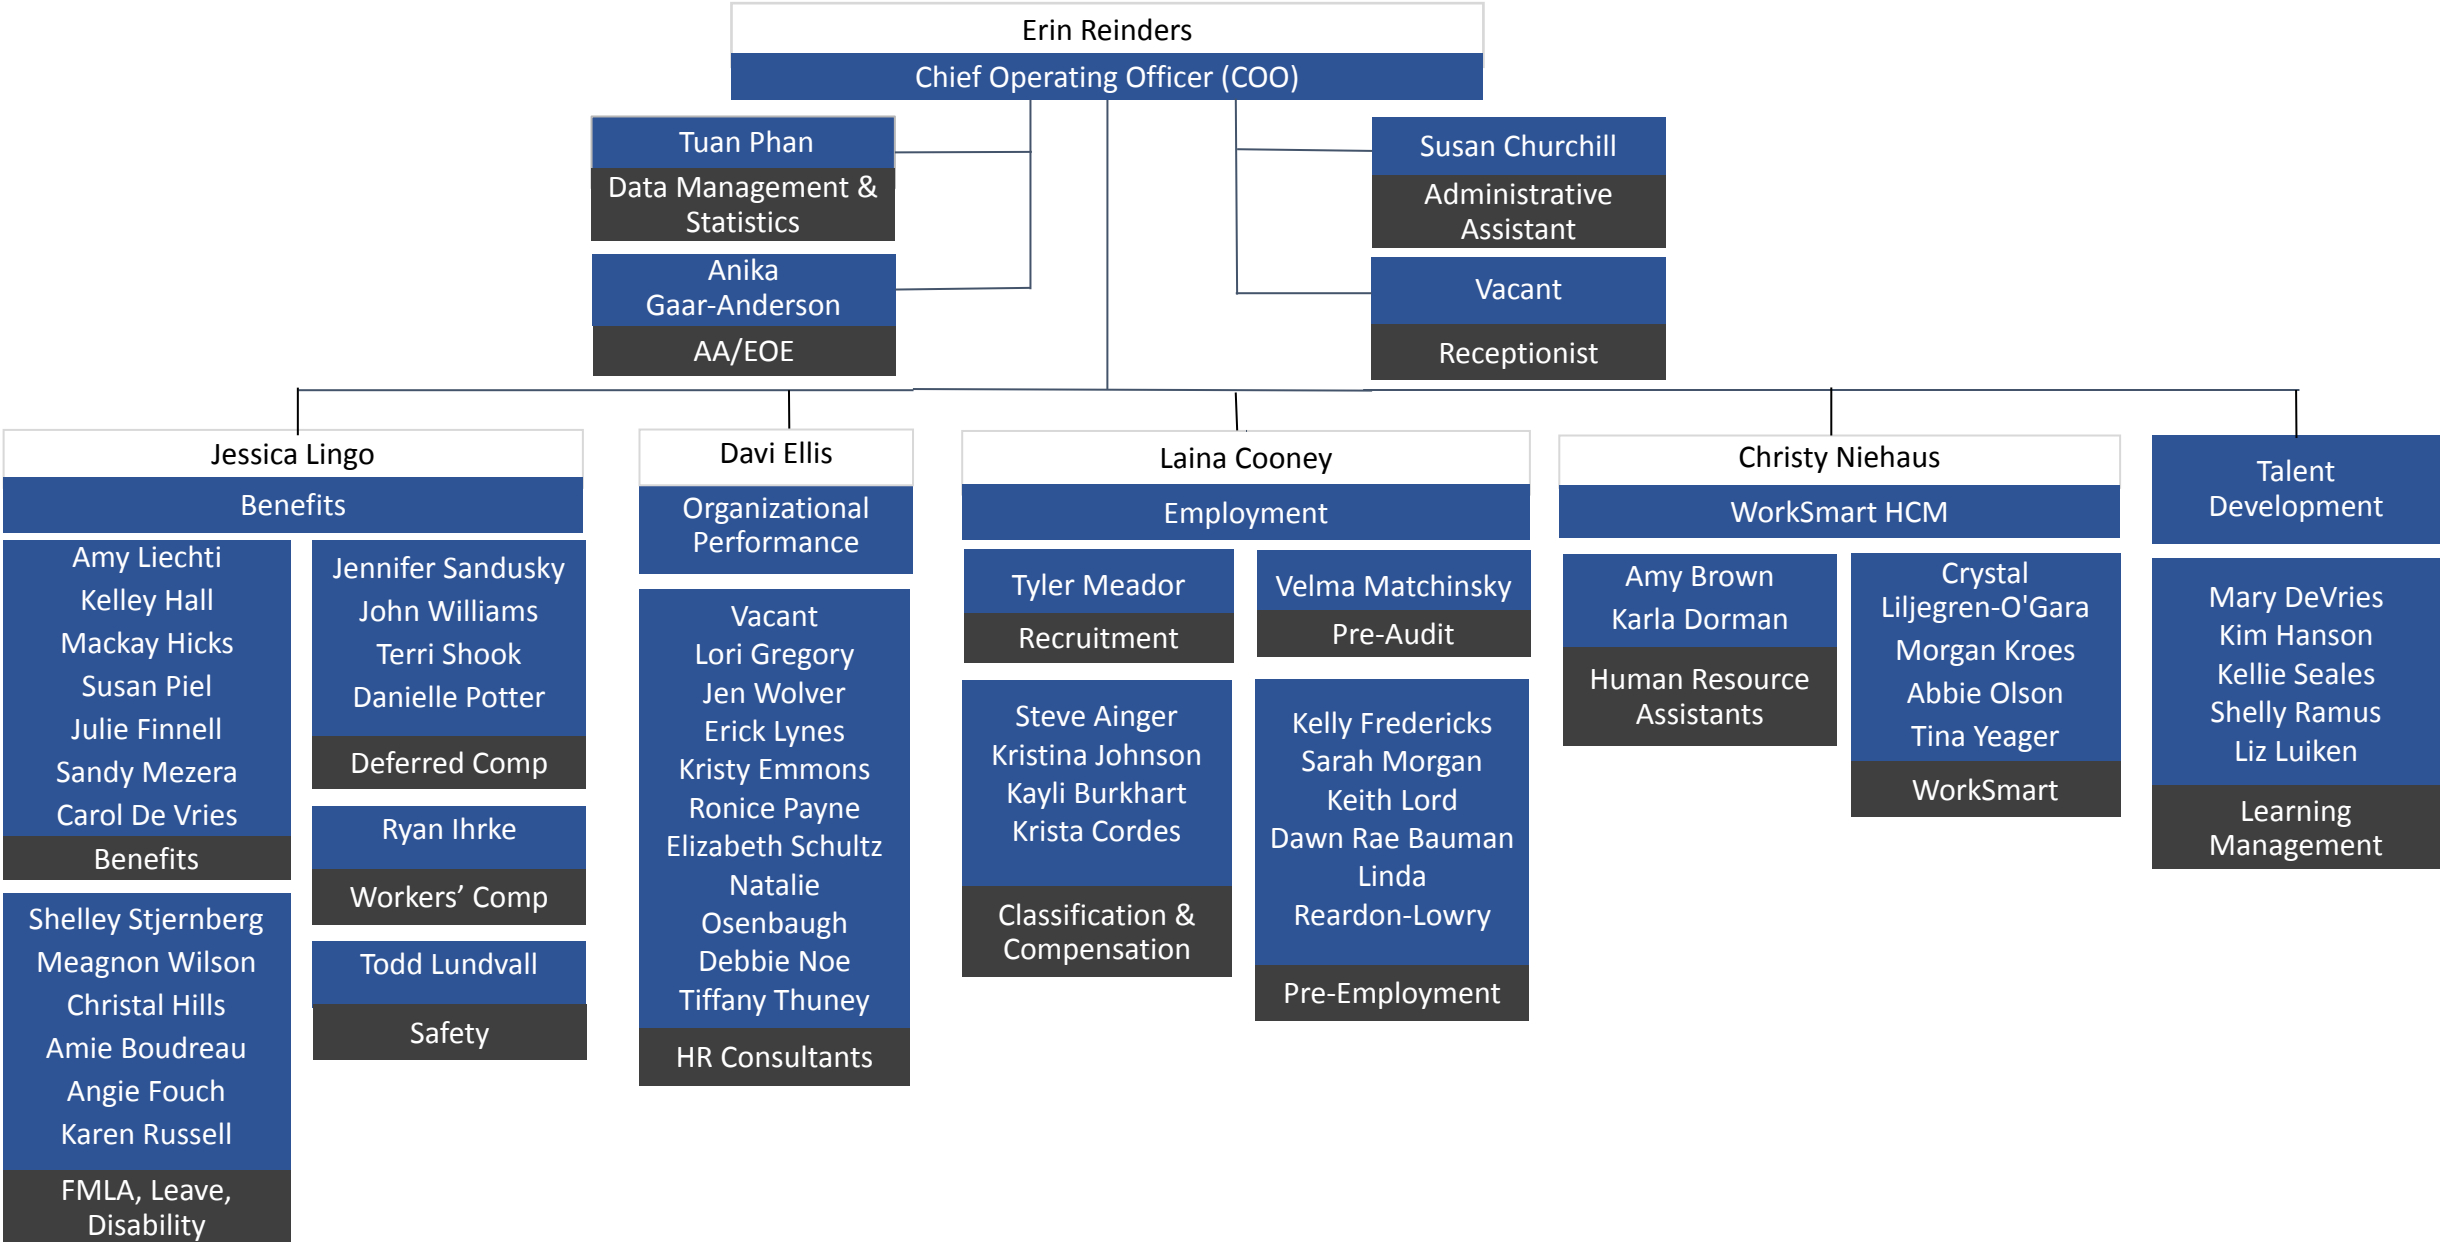 Erin Reinders
Chief Operating Officer (COO)
Tuan Phan
Data Management &
Statistics
Anika
Gaar-Anderson
AA/EOE
Susan Churchill
Administrative
Assistant
Vacant
Receptionist
Jessica Lingo
Benefits
Amy Liechti
Kelley Hall
Mackay Hicks
Susan Piel
Julie Finnell
Sandy Mezera
Carol De Vries
Benefits
Shelley Stjernberg
Meagnon Wilson
Christal Hills
Amie Boudreau
Angie Fouch
Karen Russell
FMLA, Leave,
Disability
Jennifer Sandusky
John Williams
Terri Shook
Danielle Potter
Deferred Comp
Ryan Ihrke
Workers’ Comp
Todd Lundvall
Safety
Davi Ellis
Organizational
Performance
Vacant
Lori Gregory
Jen Wolver
Erick Lynes
Kristy Emmons
Ronice Payne
Elizabeth Schultz
Natalie
Osenbaugh
Debbie Noe
Tiffany Thuney
HR Consultants
Laina Cooney
Employment
Tyler Meador
Recruitment
Steve Ainger
Kristina Johnson
Kayli Burkhart
Krista Cordes
Classification &
Compensation
Velma Matchinsky
Pre-Audit
Kelly Fredericks
Sarah Morgan
Keith Lord
Dawn Rae Bauman
Linda
Reardon-Lowry
Pre-Employment
Christy Niehaus
WorkSmart HCM
Amy Brown
Karla Dorman
Human Resource
Assistants
Crystal
Liljegren-O'Gara
Morgan Kroes
Abbie Olson
Tina Yeager
WorkSmart
Talent
Development
Mary DeVries
Kim Hanson
Kellie Seales
Shelly Ramus
Liz Luiken
Learning
Management